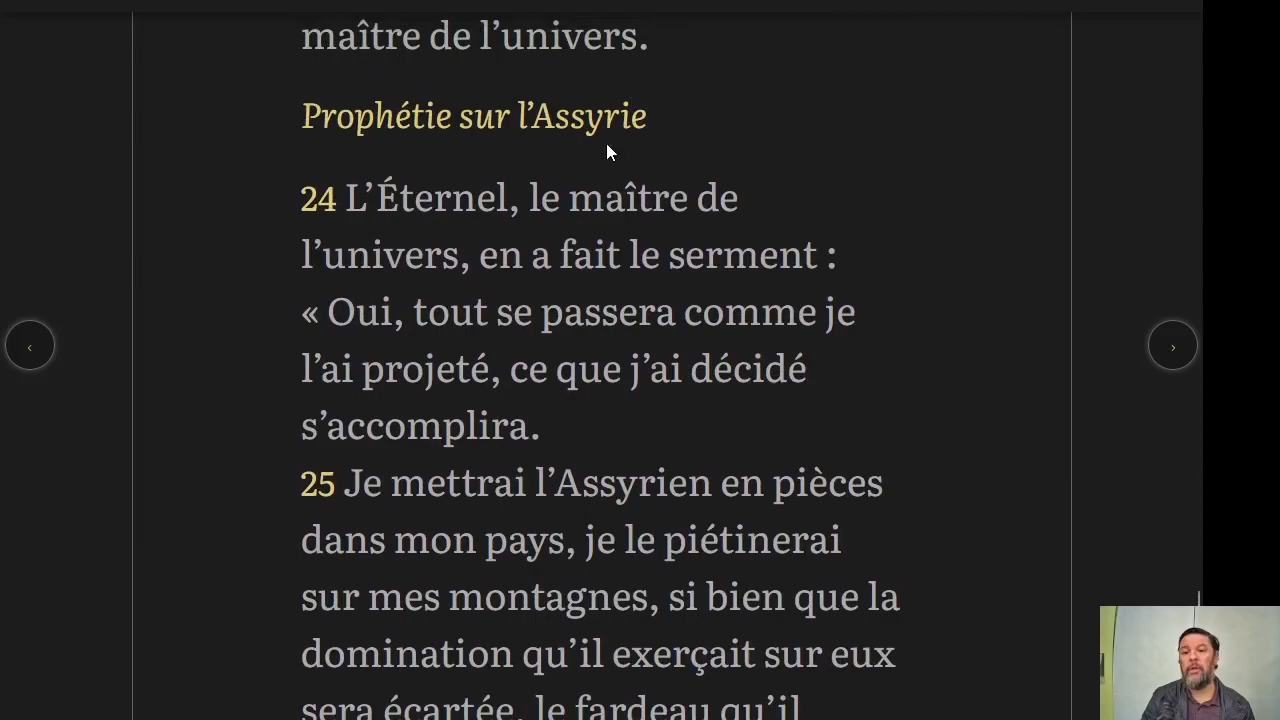 maître de l’univers.
Prophétie sur l’Assyrie
24 L’Éternel, le maître de
l’univers, en a fait le serment :
« Oui, tout se passera comme je
l’ai projeté, ce que j’ai décidé
s’accomplira.
25 Je mettrai l’Assyrien en pièces
dans mon pays, je le piétinerai
sur mes montagnes, si bien que la
domination qu’il exerçait sur eux
sera écartée, le fardeau qu’il